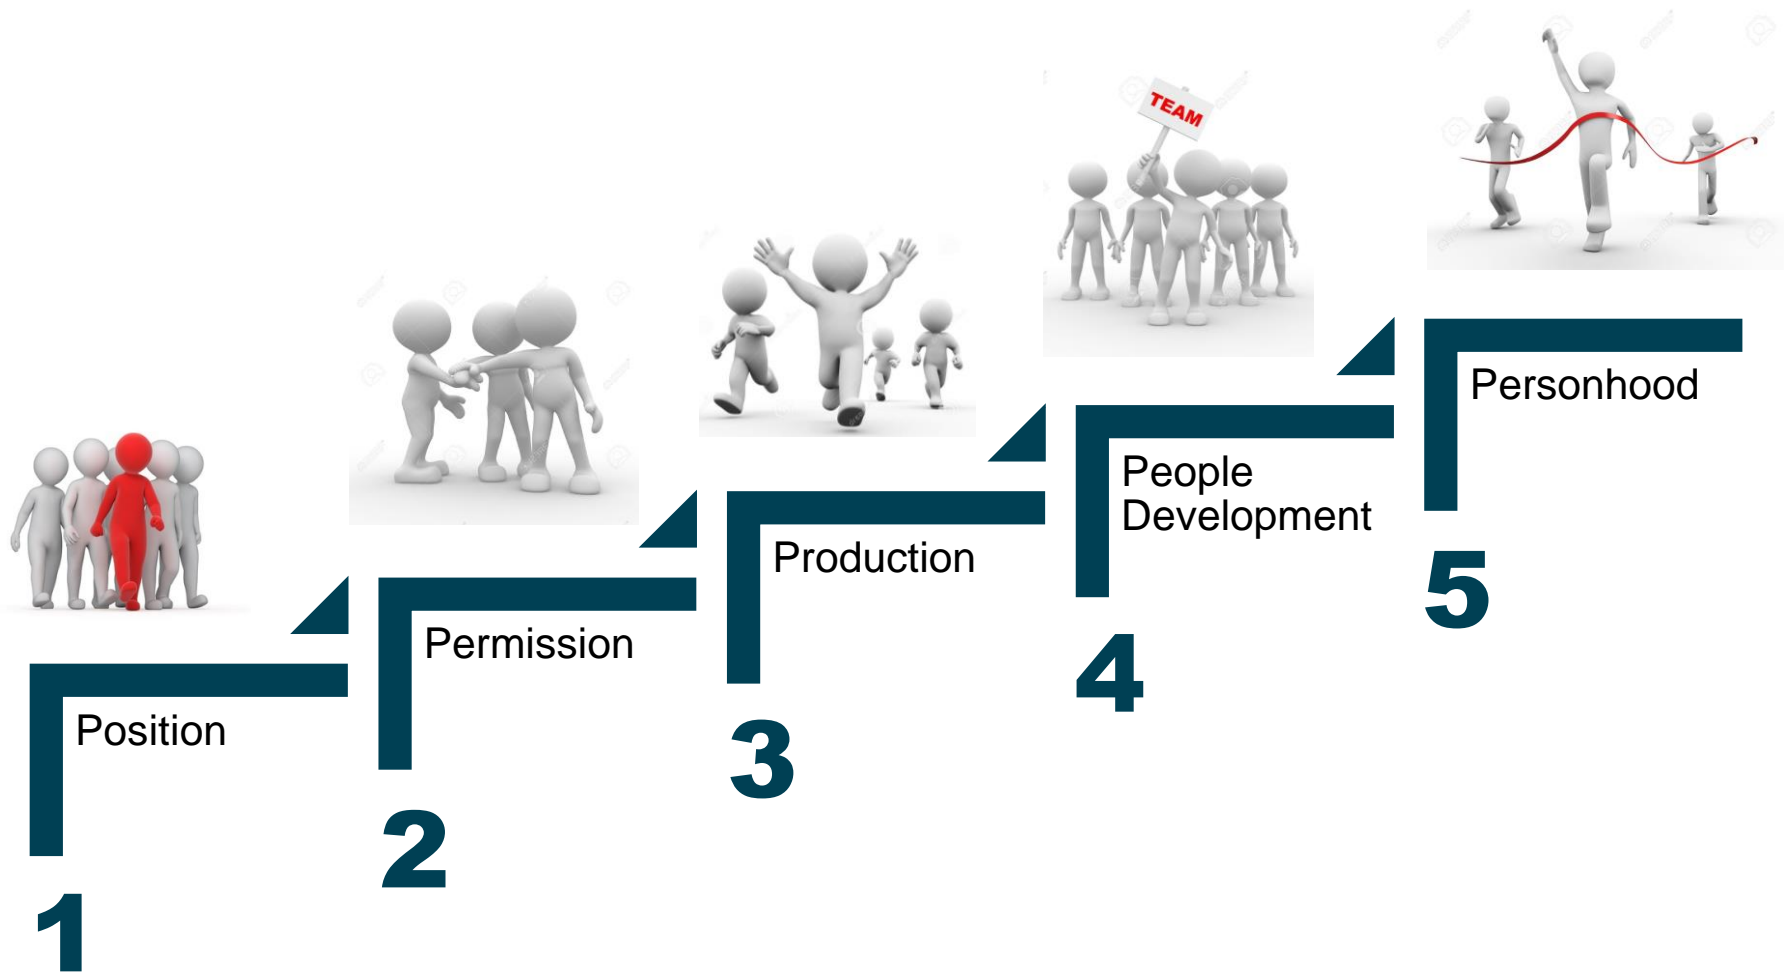 TEAM
Position
1
Permission
2
Production
3
People
Development
4
Personhood
5